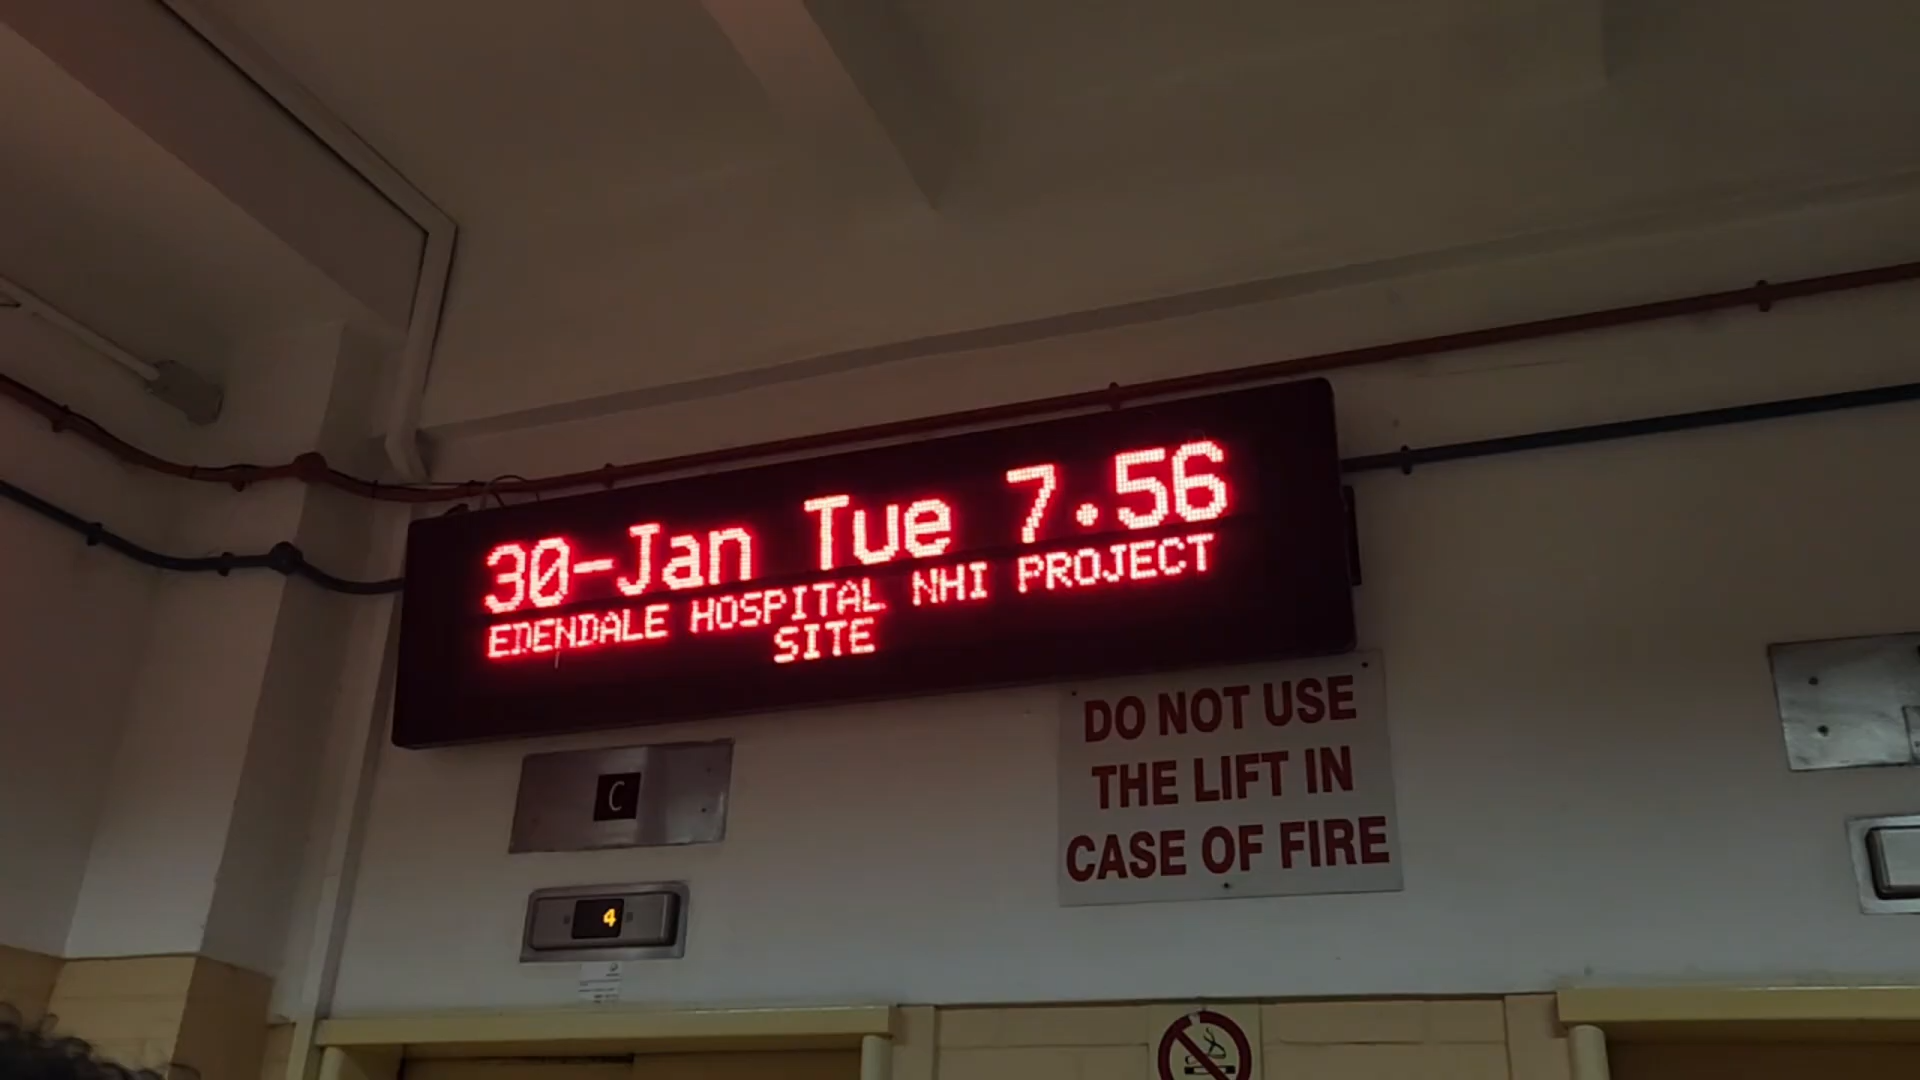 30-Jan Tue 7.56
EDENDALE HOSPITAL NHI PROJECT
SITE
DO NOT USE
THE LIFT IN
CASE OF FIRE
C
4